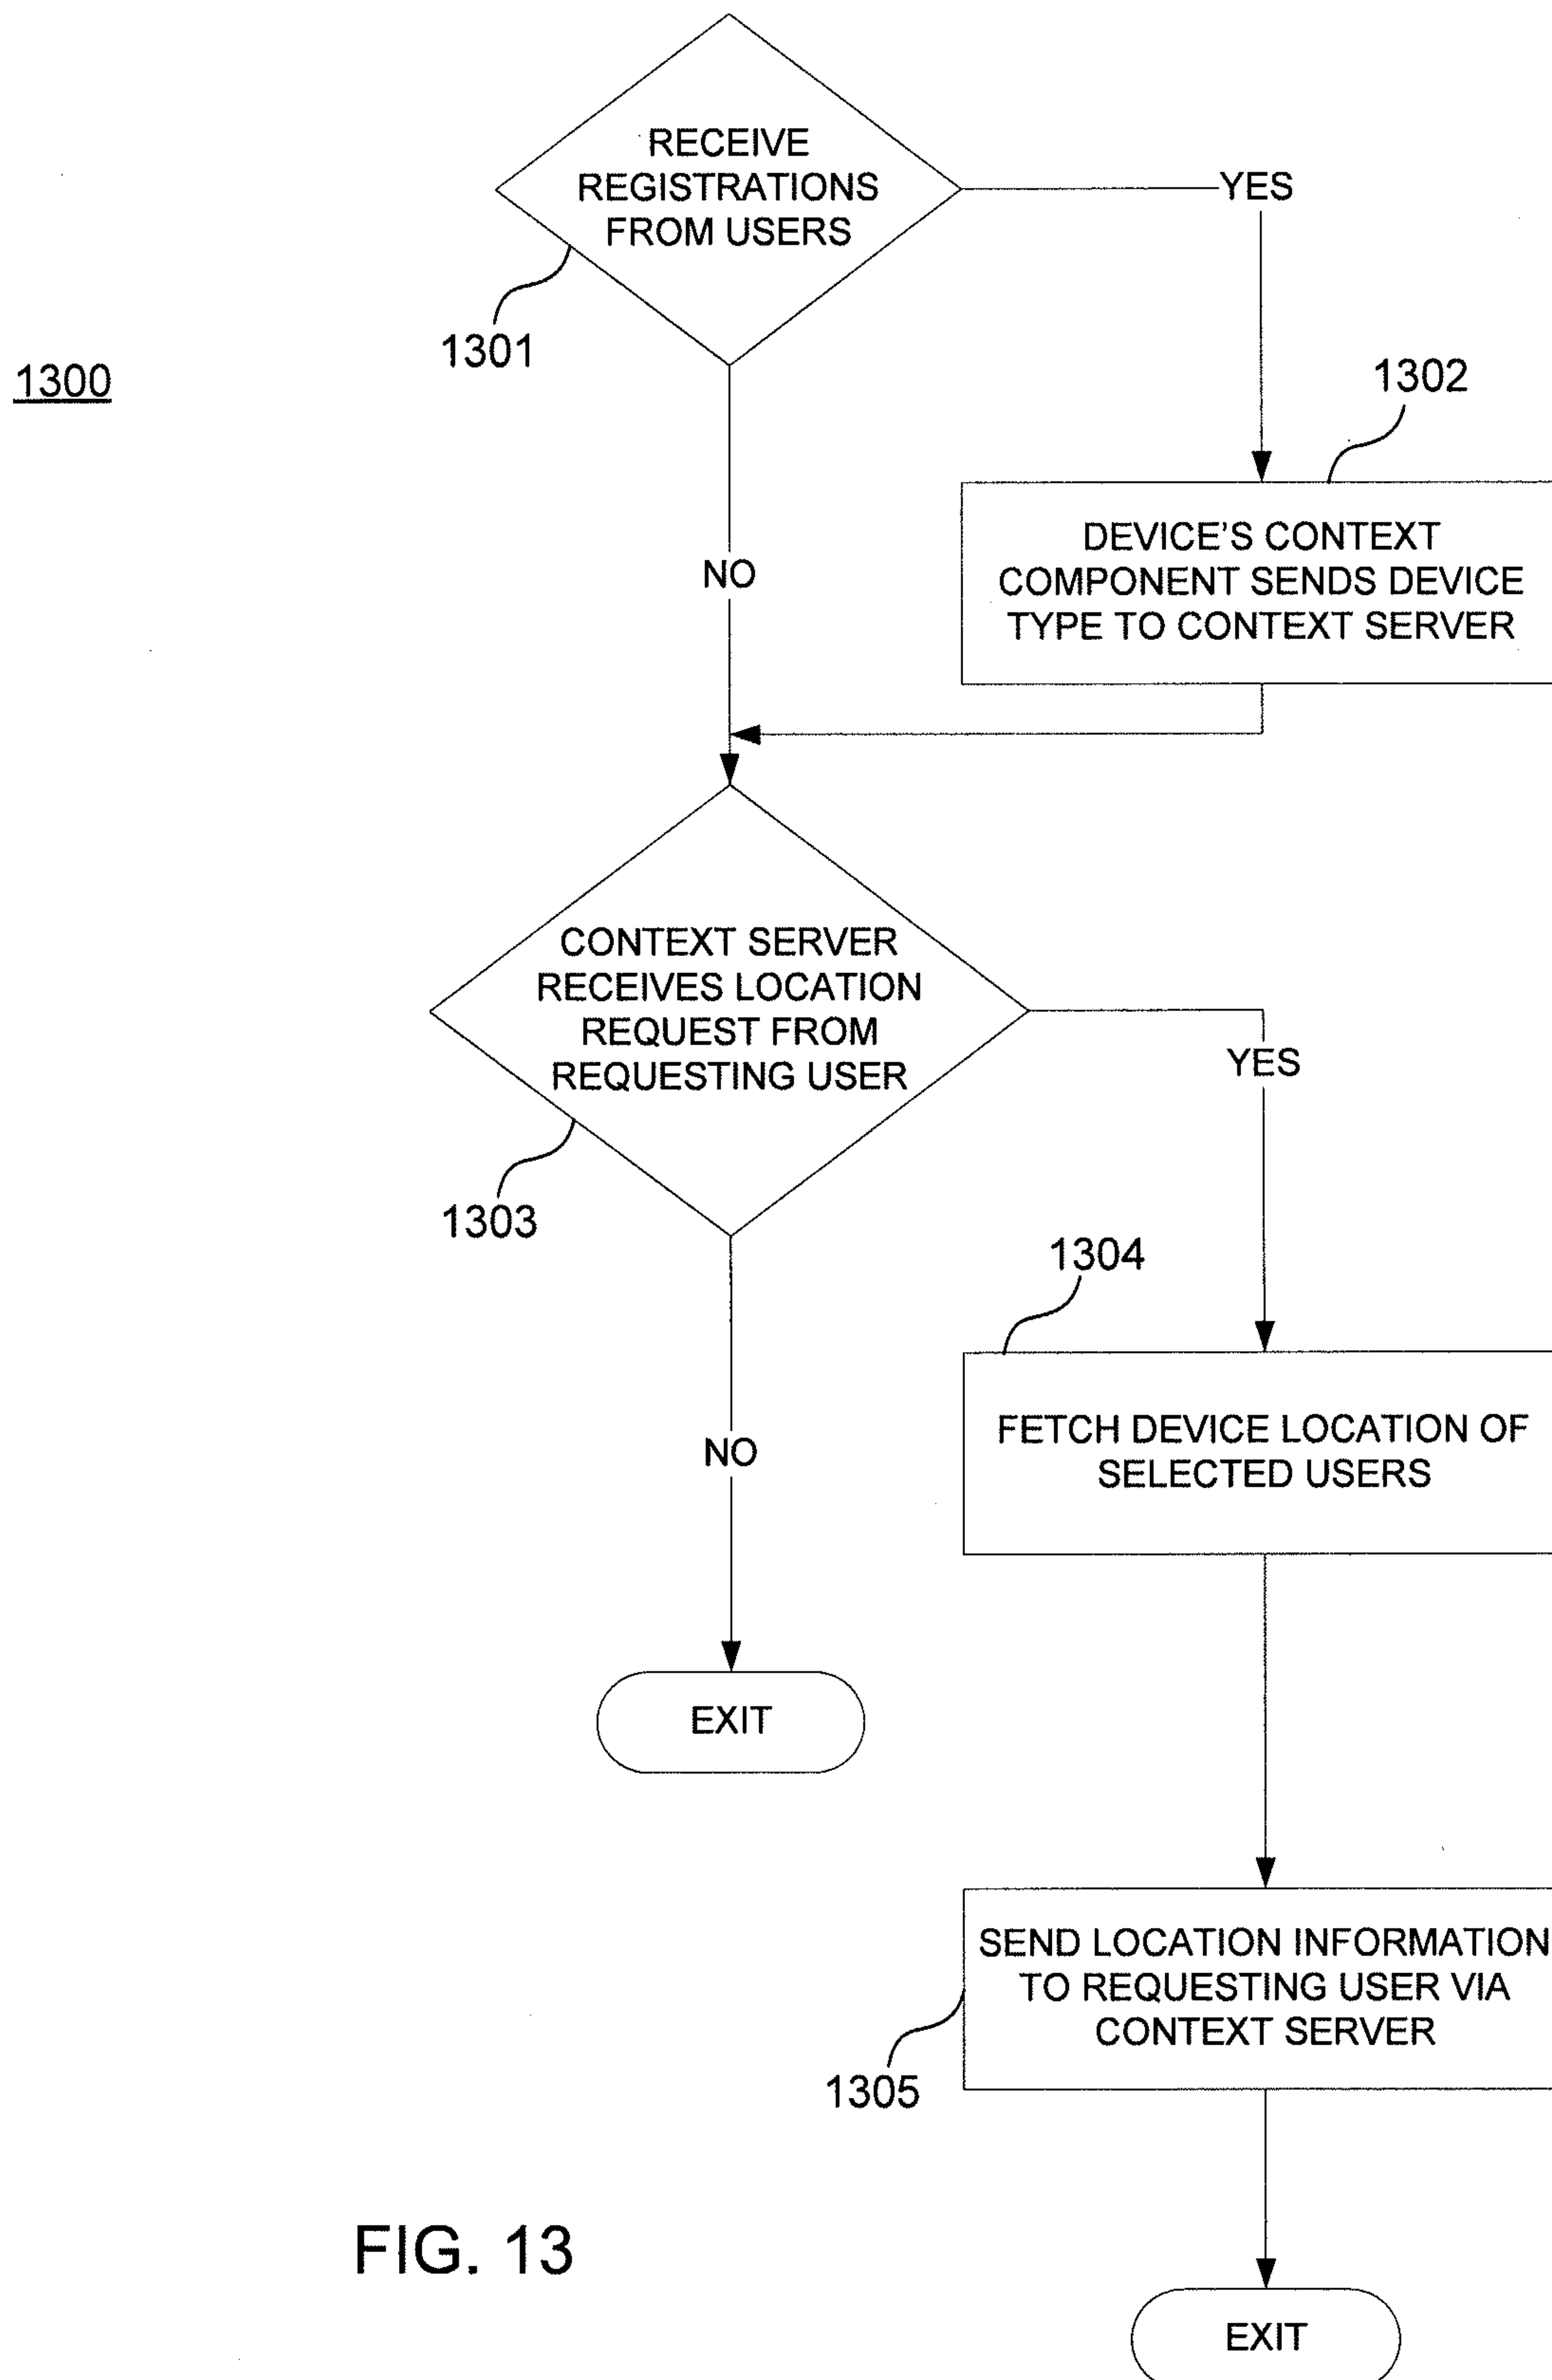 RECEIVE
REGISTRATIONS
FROM USERS
YES
1301
1300
1302
DEVICE'S CONTEXT
COMPONENT SENDS DEVICE
TYPE TO CONTEXT SERVER
NO
CONTEXT SERVER
RECEIVES LOCATION
REQUEST FROM
REQUESTING USER
YES
1303
1304
FETCH DEVICE LOCATION OF
SELECTED USERS
NO
EXIT
SEND LOCATION INFORMATION
TO REQUESTING USER VIA
CONTEXT SERVER
1305
FIG. 13
EXIT